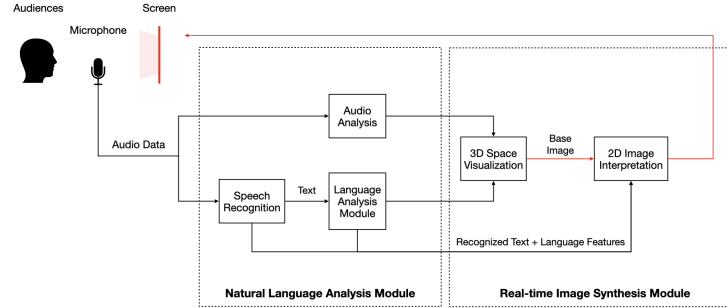 Audiences
Screen
Microphone
Audio Data
Audio
Analysis
Speech
Recognition
Text
Language
Analysis
Module
3D Space
Visualization
Base
Image
2D Image
Interpretation
Recognized Text + Language Features
Natural Language Analysis Module
Real-time Image Synthesis Module